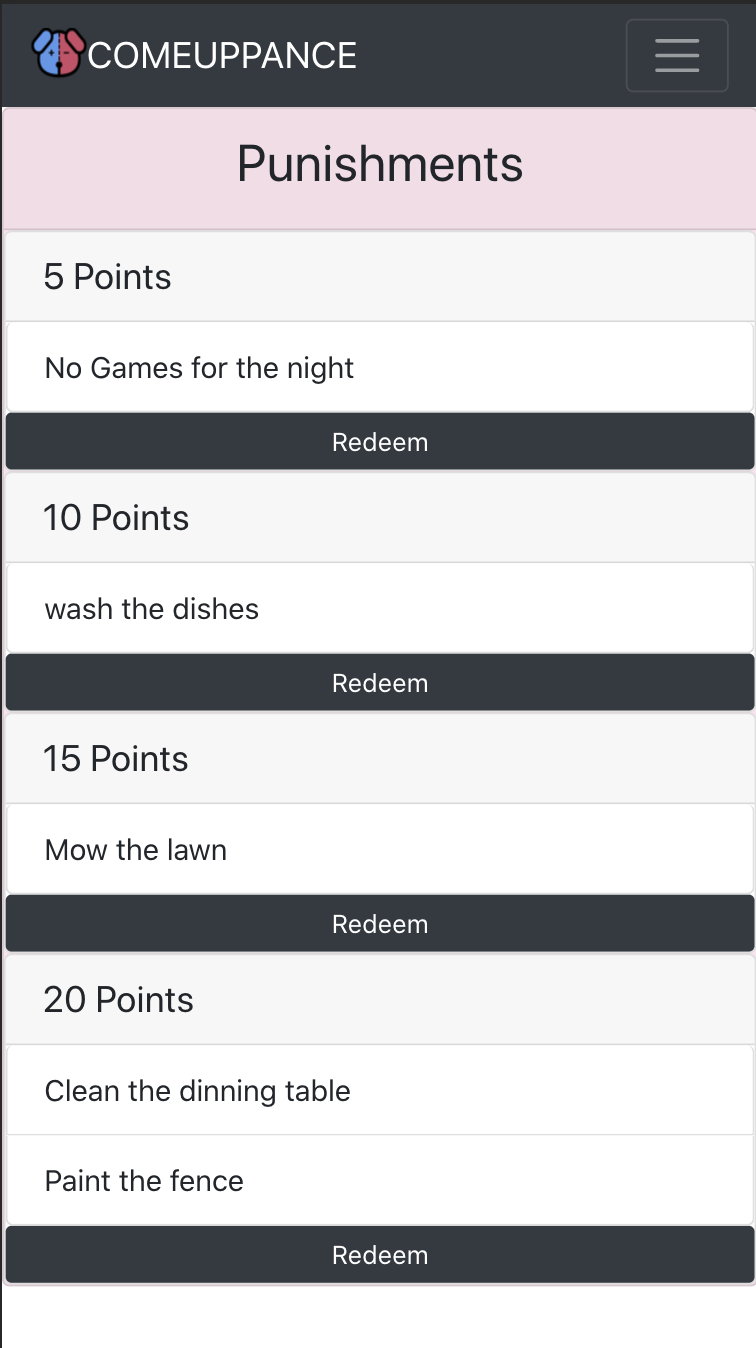 COMEUPPANCE
Punishments
5 Points
No Games for the night
Redeem
10 Points
wash the dishes
Redeem
15 Points
Mow the lawn
Redeem
20 Points
Clean the dinning table
Paint the fence
Redeem